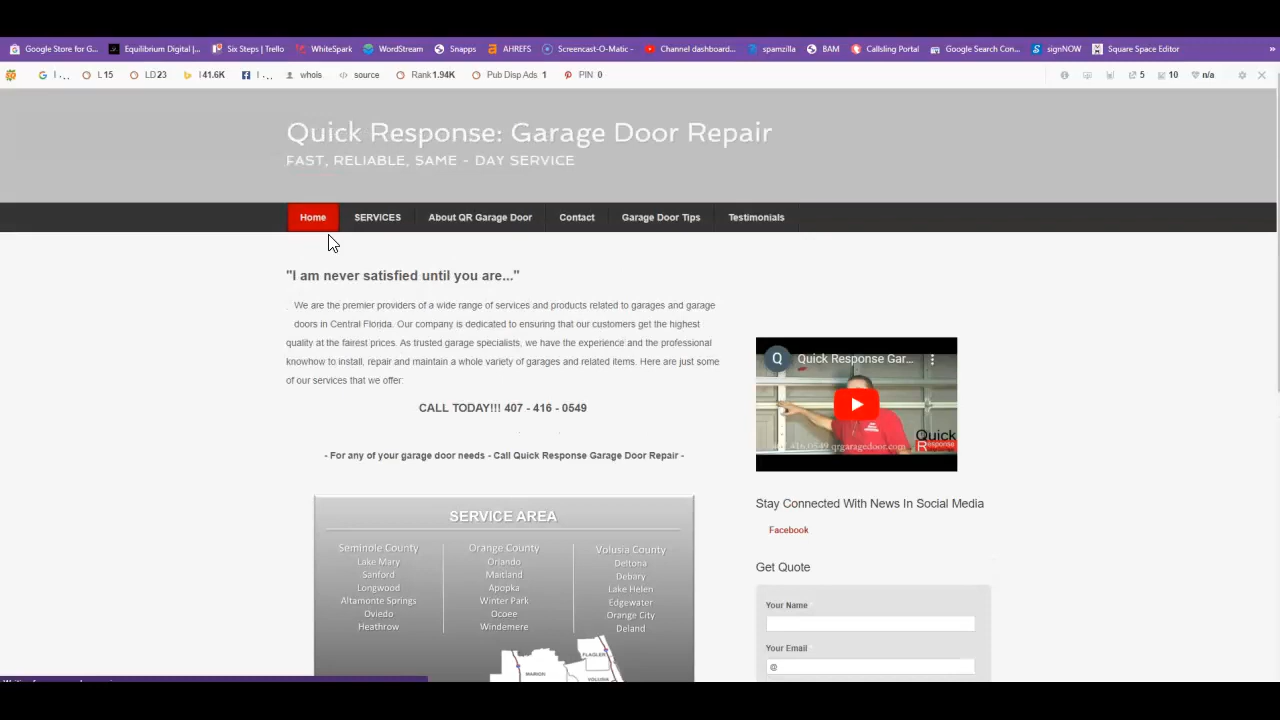 Google Store for G...
Equilibrium Digital |...
Six Steps | Trello
WhiteSpark
WordStream
Snapps
AHREFS
Screencast-O-Matic -
Channel dashboard...
spamzilla
BAM
Callsling Portal
Google Search Con...
signNOW
Square Space Editor
»
I ...
L 15
LD 23
I 41.6K
I ...
whois
source
Rank 1.94K
Pub Disp Ads 1
PIN 0
5
10
n/a
Quick Response: Garage Door Repair
FAST, RELIABLE, SAME - DAY SERVICE
Home
SERVICES
About QR Garage Door
Contact
Garage Door Tips
Testimonials
"I am never satisfied until you are..."
We are the premier providers of a wide range of services and products related to garages and garage
doors in Central Florida. Our company is dedicated to ensuring that our customers get the highest
quality at the fairest prices. As trusted garage specialists, we have the experience and the professional
knowhow to install, repair and maintain a whole variety of garages and related items. Here are just some
of our services that we offer:
CALL TODAY!!! 407 - 416 - 0549
- For any of your garage door needs - Call Quick Response Garage Door Repair -
SERVICE AREA
Seminole County
Lake Mary
Sanford
Longwood
Altamonte Springs
Oviedo
Heathrow
Orange County
Orlando
Maitland
Apopka
Winter Park
Ocoee
Windemere
Volusia County
Deltona
Debary
Lake Helen
Edgewater
Orange City
Deland
FLAGLER
MARION
VOLUSIA
Q
Quick Response Gar...
407.416.0549 qrgaragedoor.com
Quick
Response
Stay Connected With News In Social Media
Facebook
Get Quote
Your Name
Your Email
@